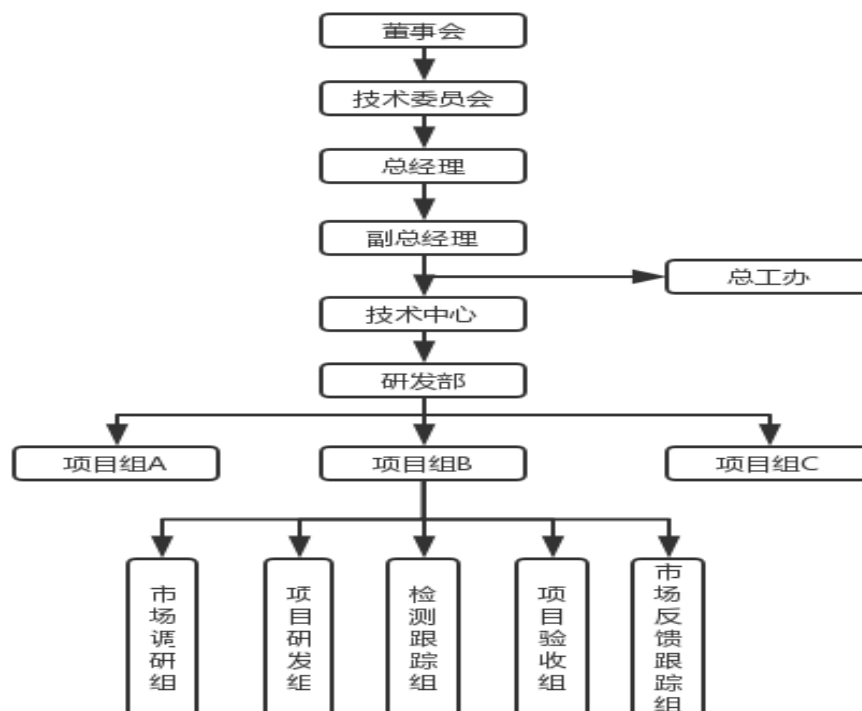 董事会
技术委员会
总经理
副总经理
总工办
技术中心
研发部
项目组A
项目组B
项目组C
市场调研组
项目研发组
检测跟踪组
项目验收组
市场反馈跟踪组